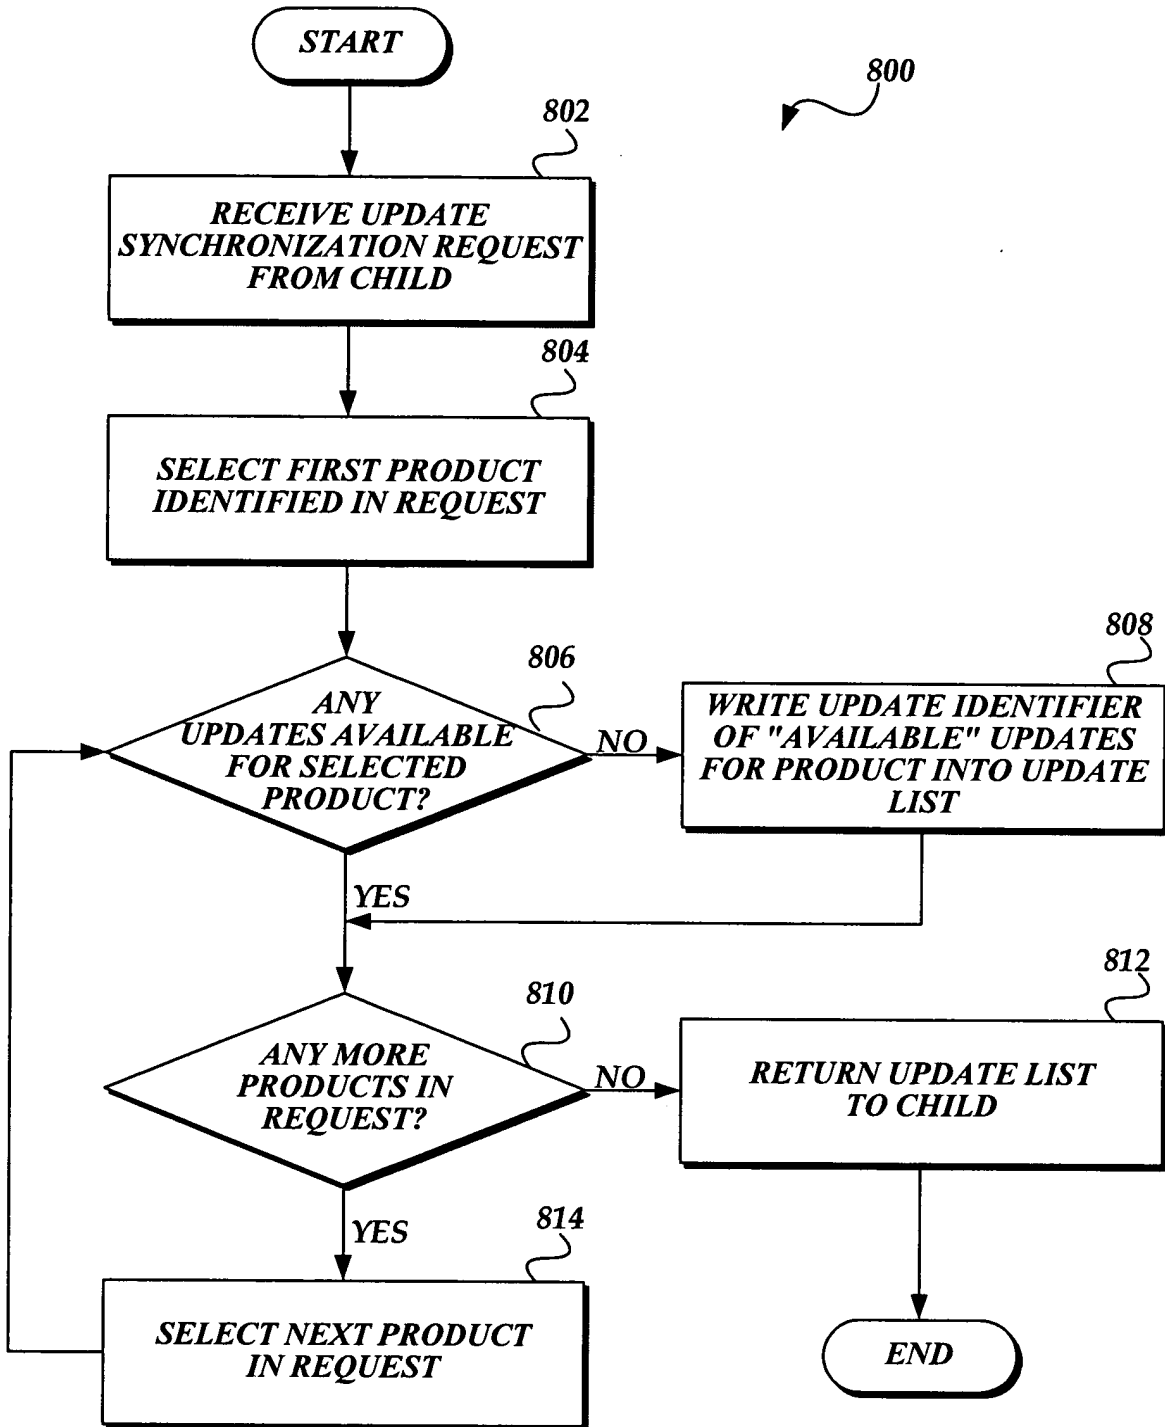 START
800
802
RECEIVE UPDATE
SYNCHRONIZATION REQUEST
FROM CHILD
804
SELECT FIRST PRODUCT
IDENTIFIED IN REQUEST
806
ANY
UPDATES AVAILABLE
FOR SELECTED
PRODUCT?
NO
808
WRITE UPDATE IDENTIFIER
OF "AVAILABLE" UPDATES
FOR PRODUCT INTO UPDATE
LIST
YES
810
ANY MORE
PRODUCTS IN
REQUEST?
NO
812
RETURN UPDATE LIST
TO CHILD
YES
814
SELECT NEXT PRODUCT
IN REQUEST
END